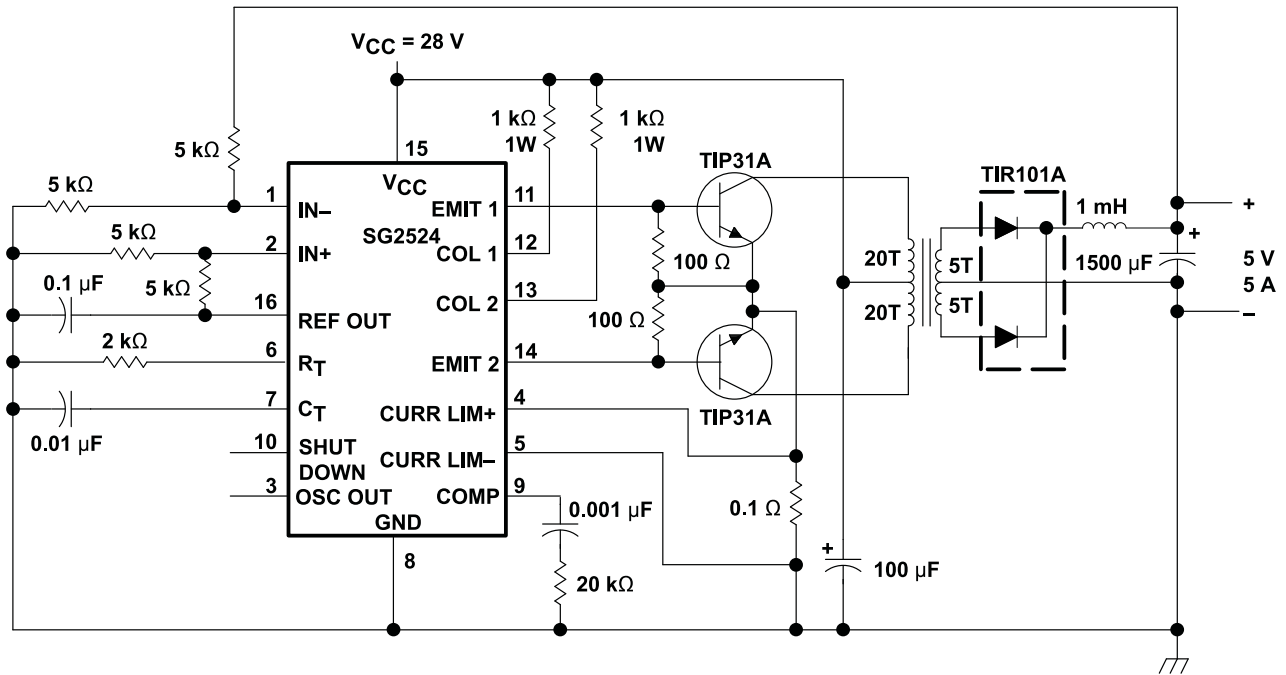 VCC = 28 V
1 kΩ
1W
1 kΩ
1W
5 kΩ
15
TIP31A
TIR101A
5 kΩ
1
IN–
VCC
EMIT 1
11
1 mH
+
SG2524
5 kΩ
2
IN+
COL 1
12
100 Ω
20T
5T
+
1500 µF
5 V
5 A
0.1 µF
5 kΩ
16
REF OUT
COL 2
13
100 Ω
20T
5T
–
2 kΩ
6
RT
EMIT 2
14
TIP31A
0.01 µF
7
CT
CURR LIM+
4
10
SHUT
DOWN
CURR LIM–
5
3
OSC OUT
COMP
9
0.001 µF
0.1 Ω
GND
8
20 kΩ
+
100 µF